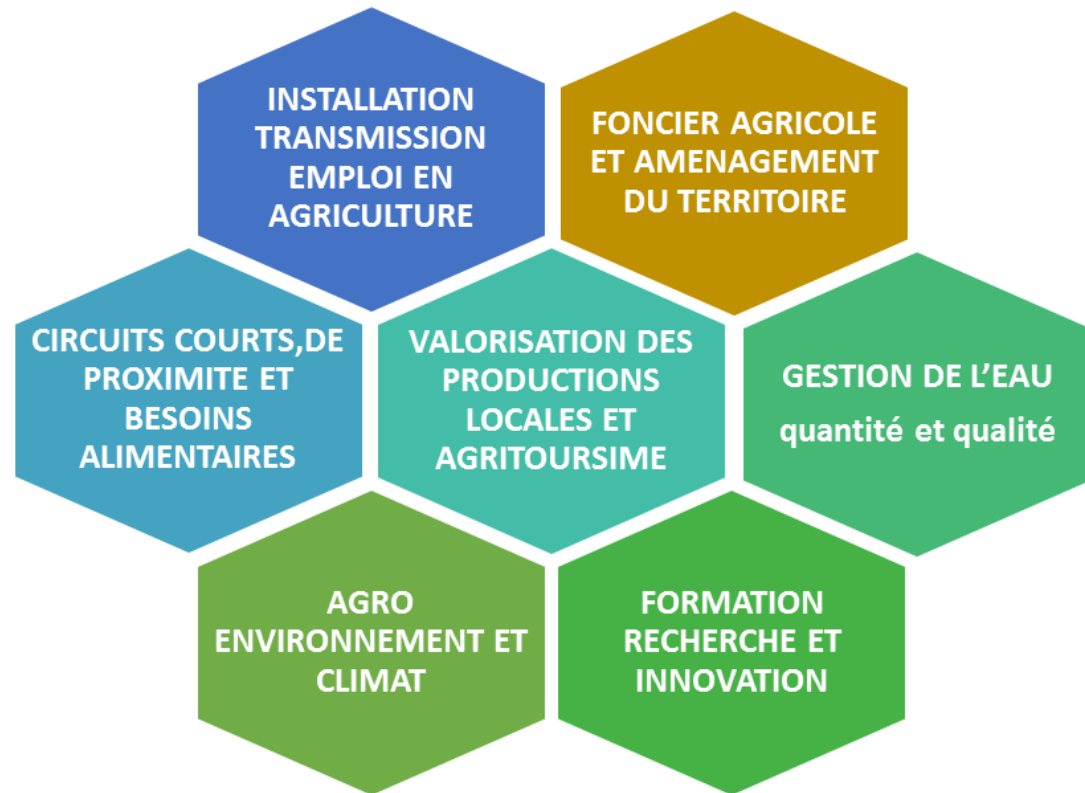 INSTALLATION
TRANSMISSION
EMPLOI EN
AGRICULTURE
FONCIER AGRICOLE
ET AMENAGEMENT
DU TERRITOIRE
CIRCUITS COURTS,DE
PROXIMITE ET
BESOINS
ALIMENTAIRES
VALORISATION DES
PRODUCTIONS
LOCALES ET
AGRITOURSIME
GESTION DE L’EAU
quantité et qualité
AGRO
ENVIRONNEMENT ET
CLIMAT
FORMATION
RECHERCHE ET
INNOVATION